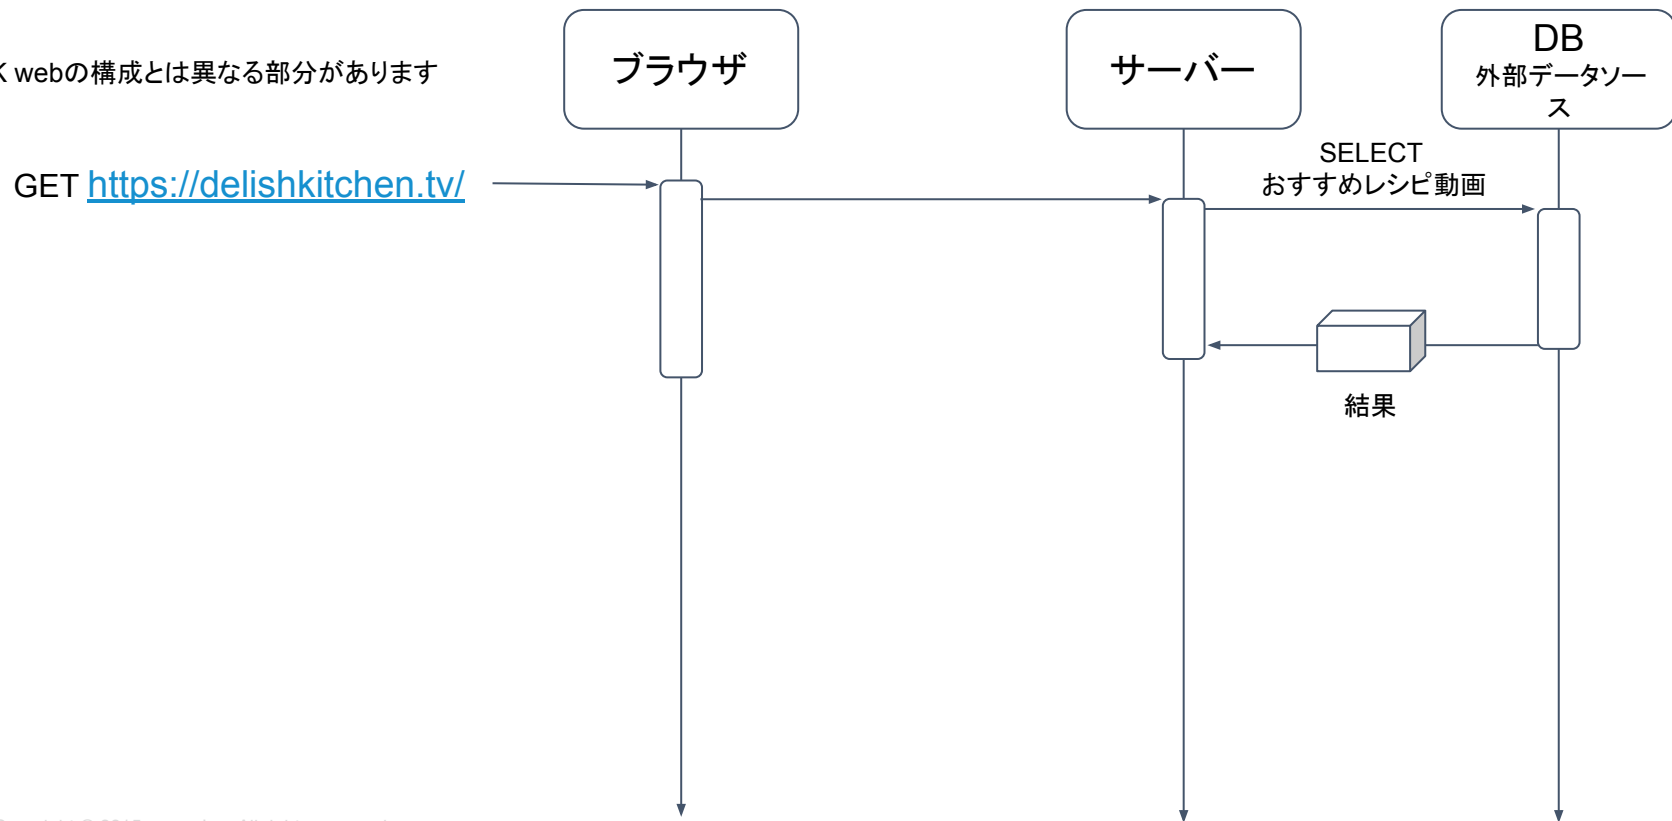 K webの構成とは異なる部分があります
ブラウザ
サーバー
DB
外部データソー
ス
GET https://delishkitchen.tv/
SELECT
おすすめレシピ動画
結果